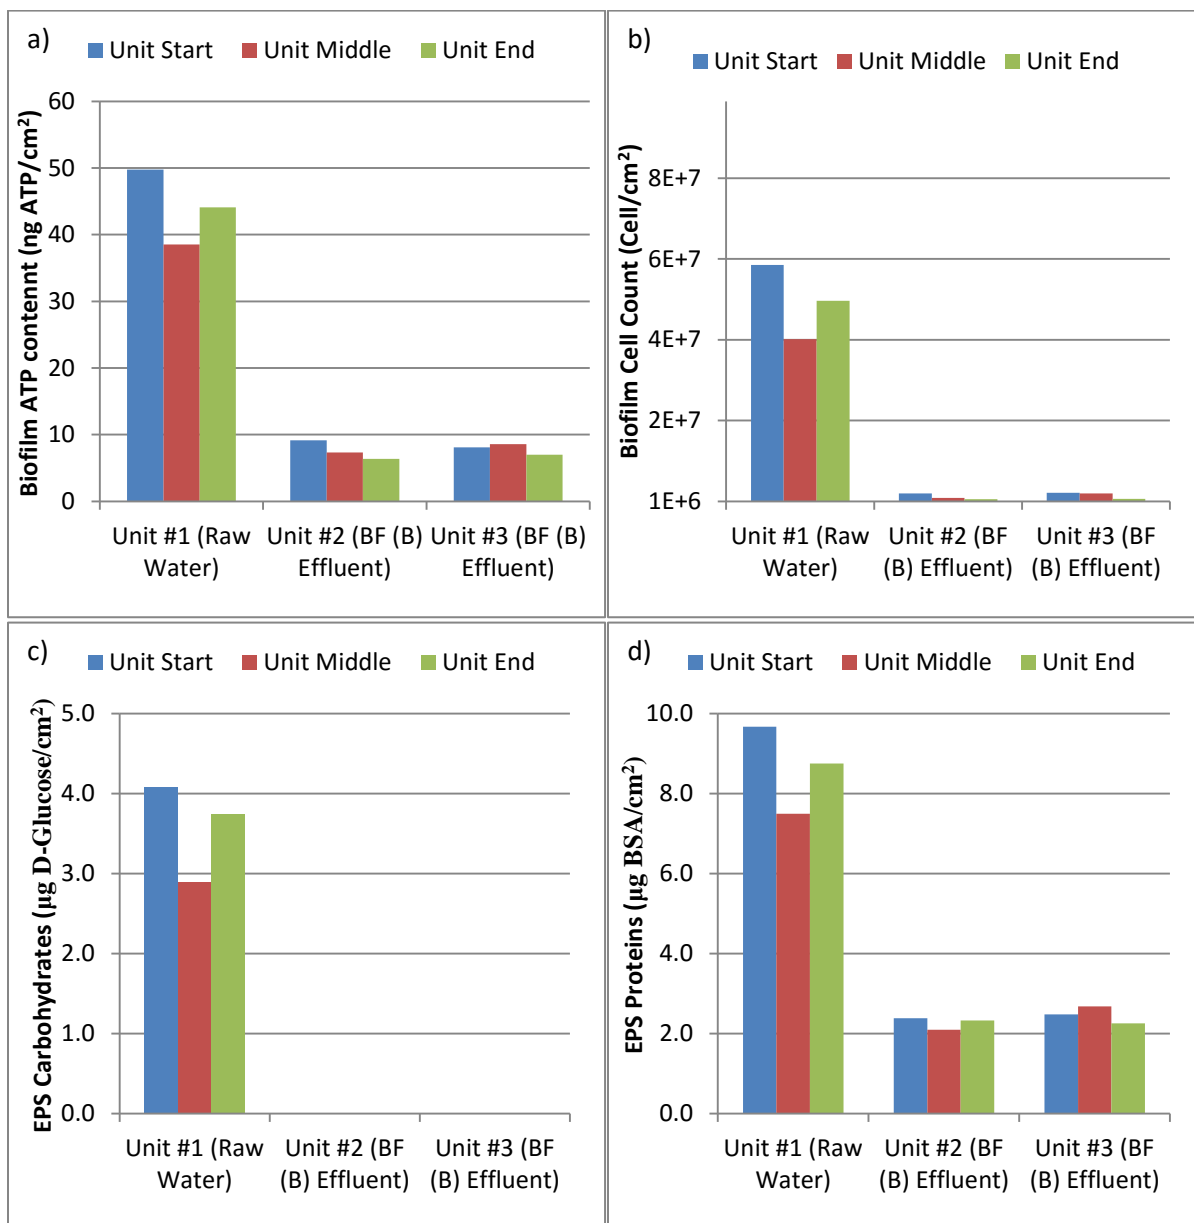 a)
Unit Start Unit Middle Unit End
Biofilm ATP contennt (ng ATP/cm²)
60
50
40
30
20
10
0
Unit #1 (Raw Unit #2 (BF (B) Unit #3 (BF (B)
Water) Effluent) Effluent)
b)
Unit Start Unit Middle Unit End
Biofilm Cell Count (Cell/cm²)
8E+7
6E+7
4E+7
2E+7
1E+6
Unit #1 (Raw Unit #2 (BF Unit #3 (BF
Water) (B) Effluent) (B) Effluent)
c)
Unit Start Unit Middle Unit End
EPS Carbohydrates (µg D-Glucose/cm²)
5.0
4.0
3.0
2.0
1.0
0.0
Unit #1 (Raw Unit #2 (BF Unit #3 (BF
Water) (B) Effluent) (B) Effluent)
d)
Unit Start Unit Middle Unit End
EPS Proteins (µg BSA/cm²)
10.0
8.0
6.0
4.0
2.0
0.0
Unit #1 (Raw Unit #2 (BF Unit #3 (BF
Water) (B) Effluent) (B) Effluent)